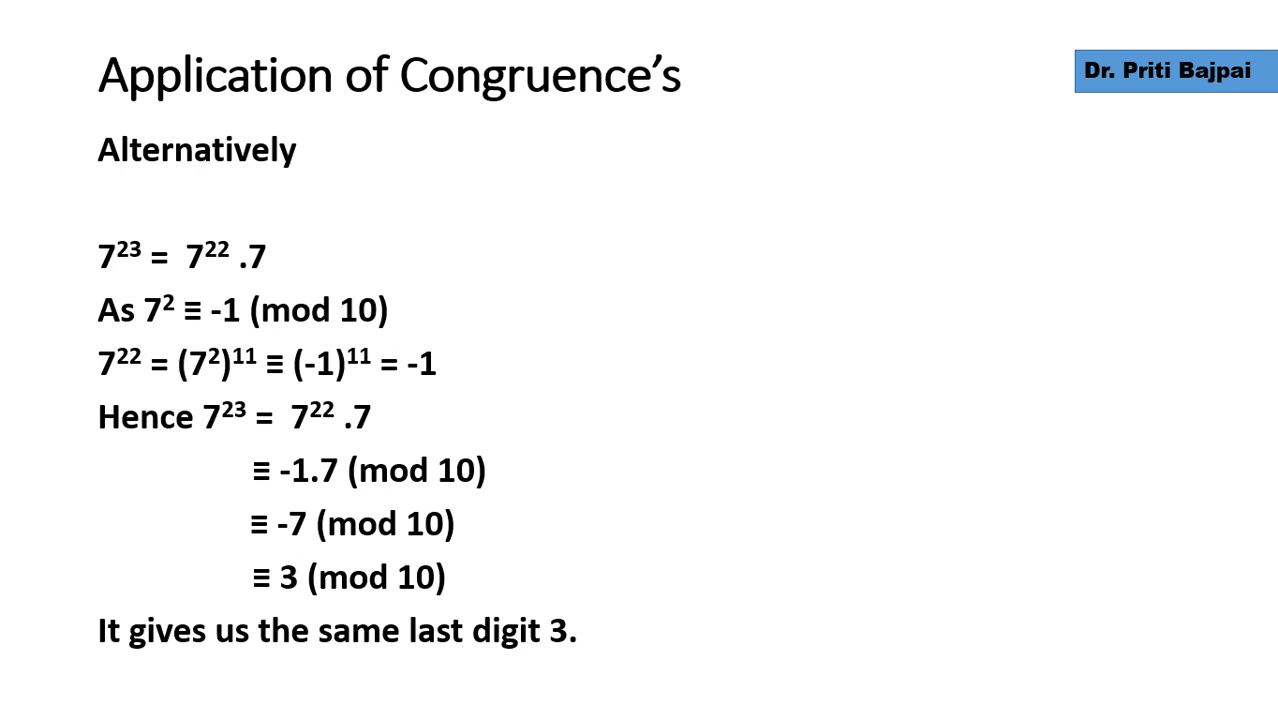 Application of Congruence’s
Dr. Priti Bajpai
Alternatively
7²³ = 7²² .7
As 7² ≡ -1 (mod 10)
7²² = (7²)¹¹ ≡ (-1)¹¹ = -1
Hence 7²³ = 7²² .7
≡ -1.7 (mod 10)
≡ -7 (mod 10)
≡ 3 (mod 10)
It gives us the same last digit 3.